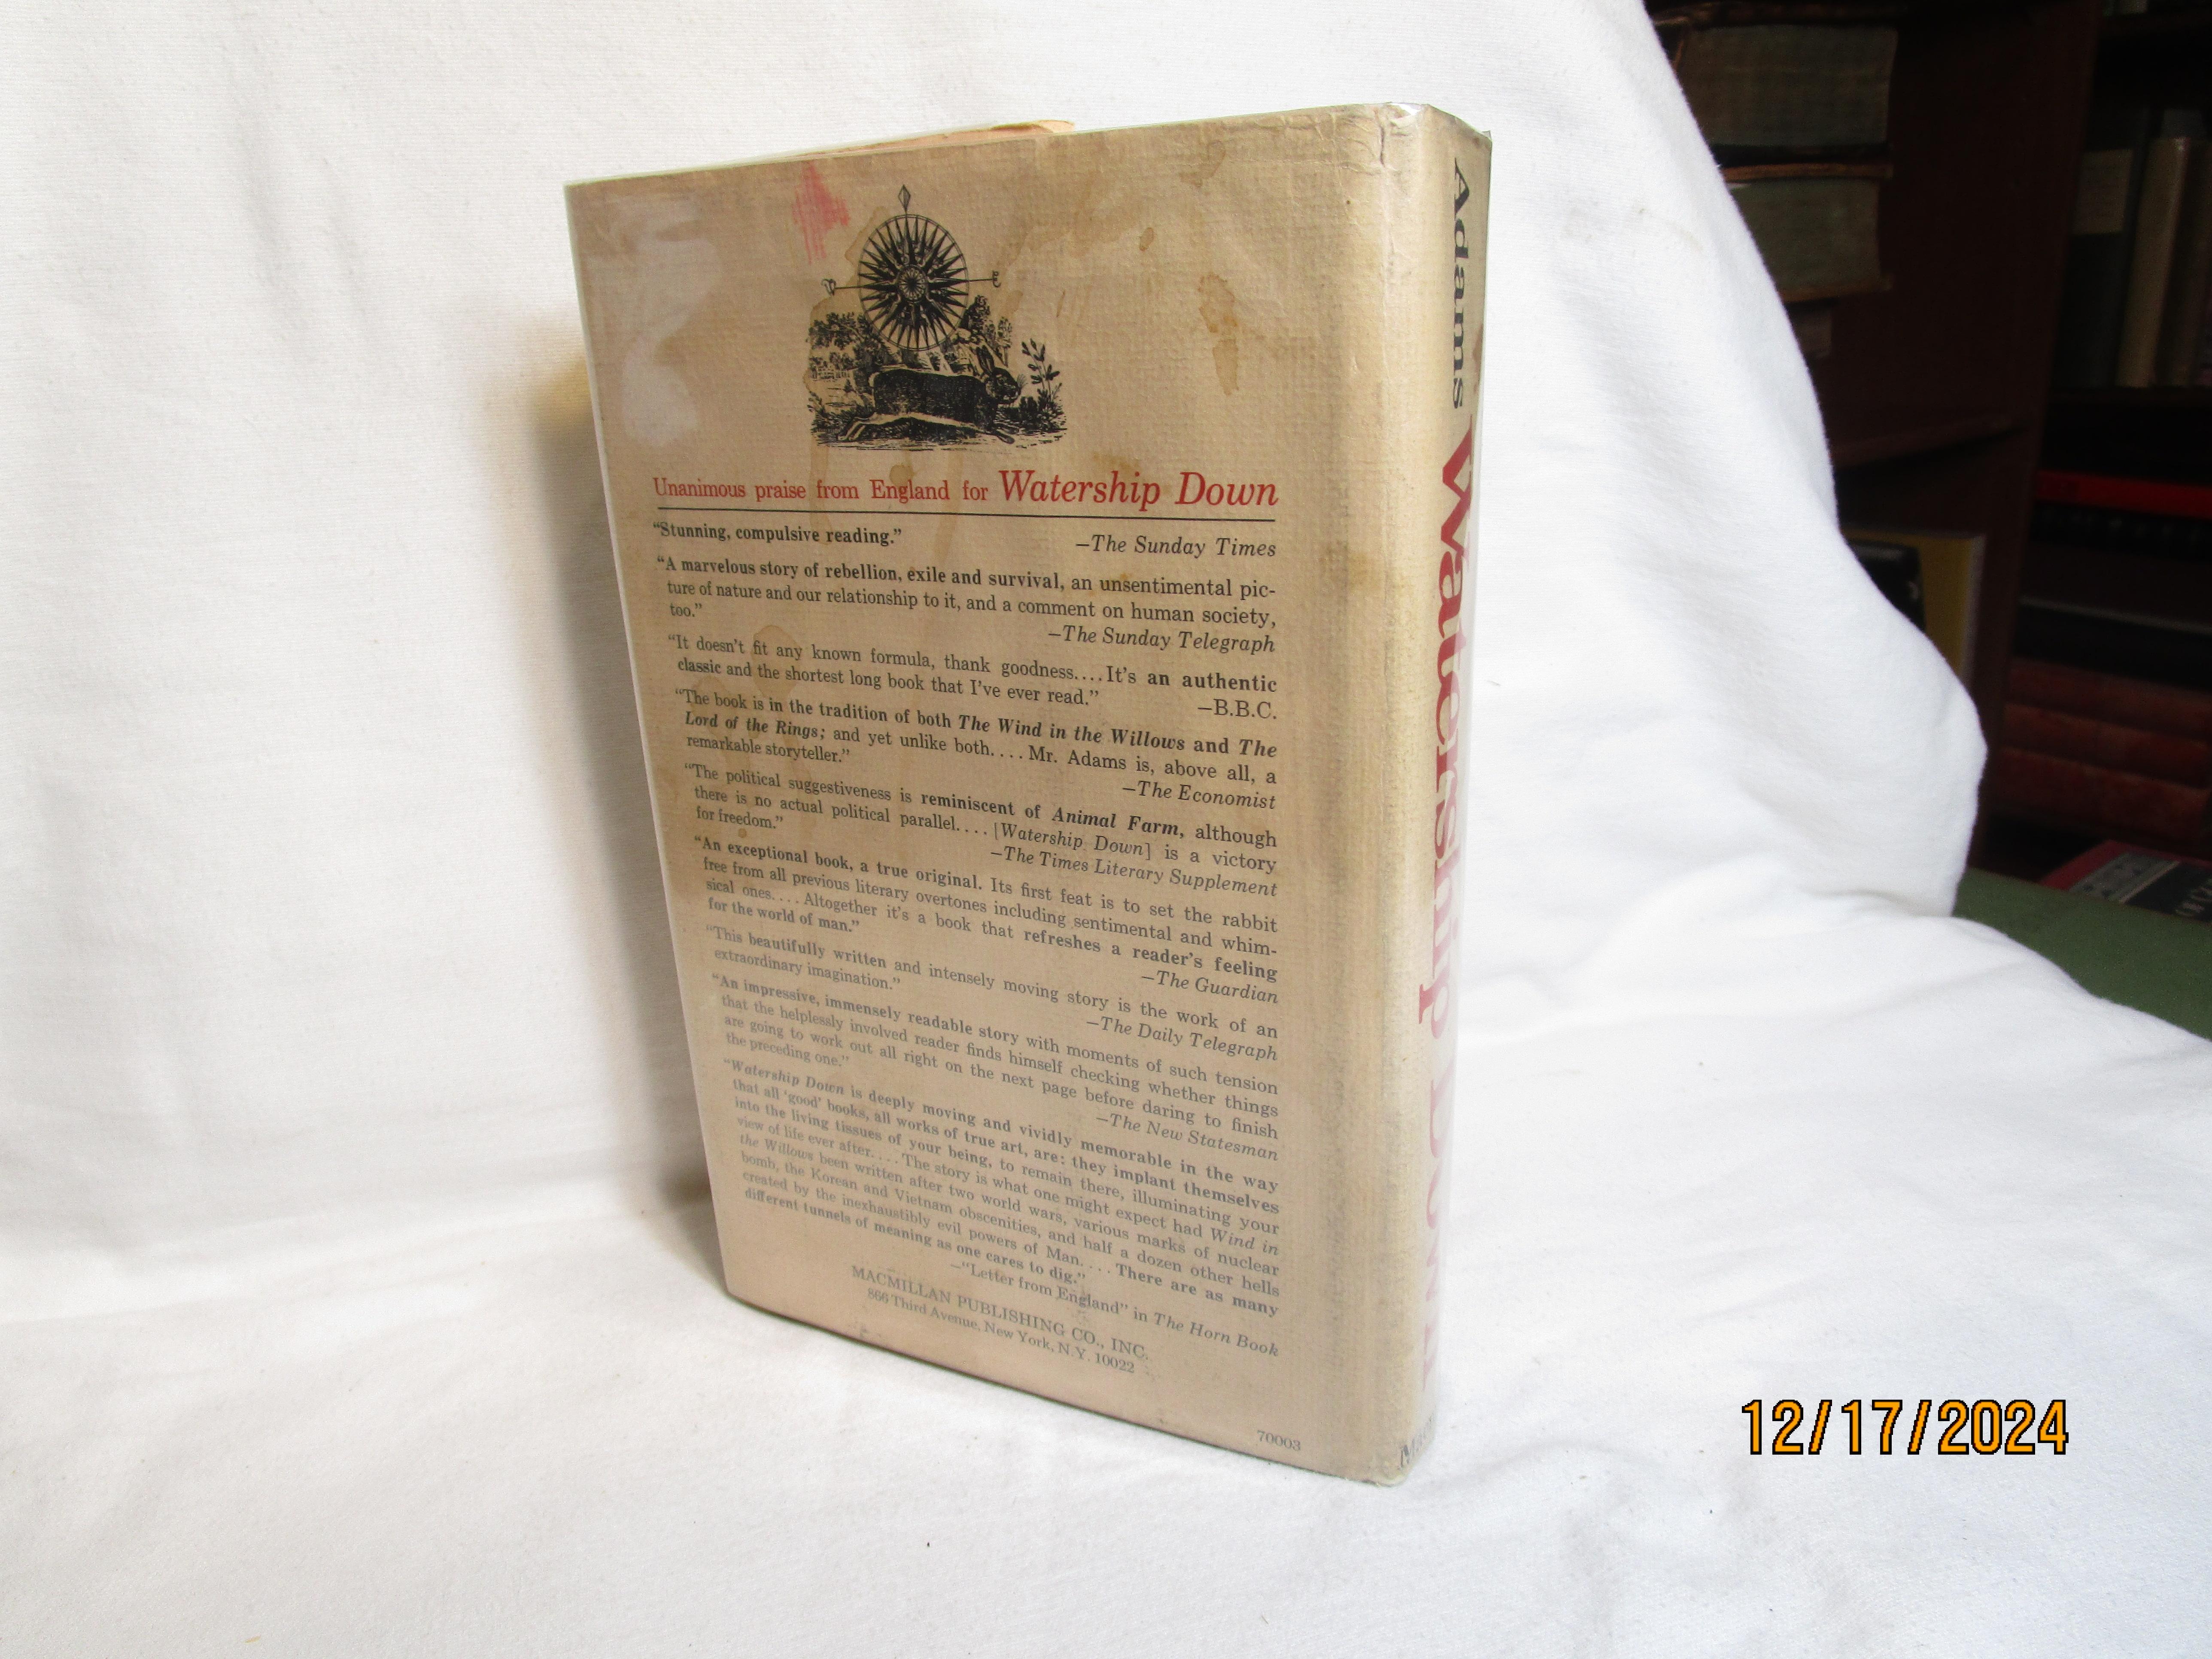 Unanimous praise from England for Watership Down
"Stunning, compulsive reading."
—The Sunday Times
"A marvelous story of rebellion, exile and survival, an unsentimental pic-
ture of nature and our relationship to it, and a comment on human society,
too."
—The Sunday Telegraph
"It doesn't fit any known formula, thank goodness....It's an authentic
classic and the shortest long book that I've ever read."
—B.B.C.
"The book is in the tradition of both The Wind in the Willows and The
Lord of the Rings; and yet unlike both.... Mr. Adams is, above all, a
remarkable storyteller."
—The Economist
"The political suggestiveness is reminiscent of Animal Farm, although
there is no actual political parallel.... [Watership Down] is a victory
for freedom."
—The Times Literary Supplement
"An exceptional book, a true original. Its first feat is to set the rabbit
free from all previous literary overtones including sentimental and whim-
sical ones.... Altogether it's a book that refreshes a reader's feeling
for the world of man."
—The Guardian
"This beautifully written and intensely moving story is the work of an
extraordinary imagination."
—The Daily Telegraph
"An impressive, immensely readable story with moments of such tension
that the helplessly involved reader finds himself checking whether things
are going to work out all right on the next page before daring to finish
the preceding one."
—The New Statesman
"Watership Down is deeply moving and vividly memorable in the way
that all 'good' books, all works of true art, are: they implant themselves
into the living tissues of your being, to remain there, illuminating your
view of life ever after.... The story is what one might expect had Wind in
the Willows been written after two world wars, various marks of nuclear
bomb, the Korean and Vietnam obscenities, and half a dozen other hells
created by the inexhaustibly evil powers of Man.... There are as many
different tunnels of meaning as one cares to dig."
—"Letter from England" in The Horn Book
MACMILLAN PUBLISHING CO., INC.
866 Third Avenue, New York, N.Y. 10022
70003
Adams Watership Down
12/17/2024